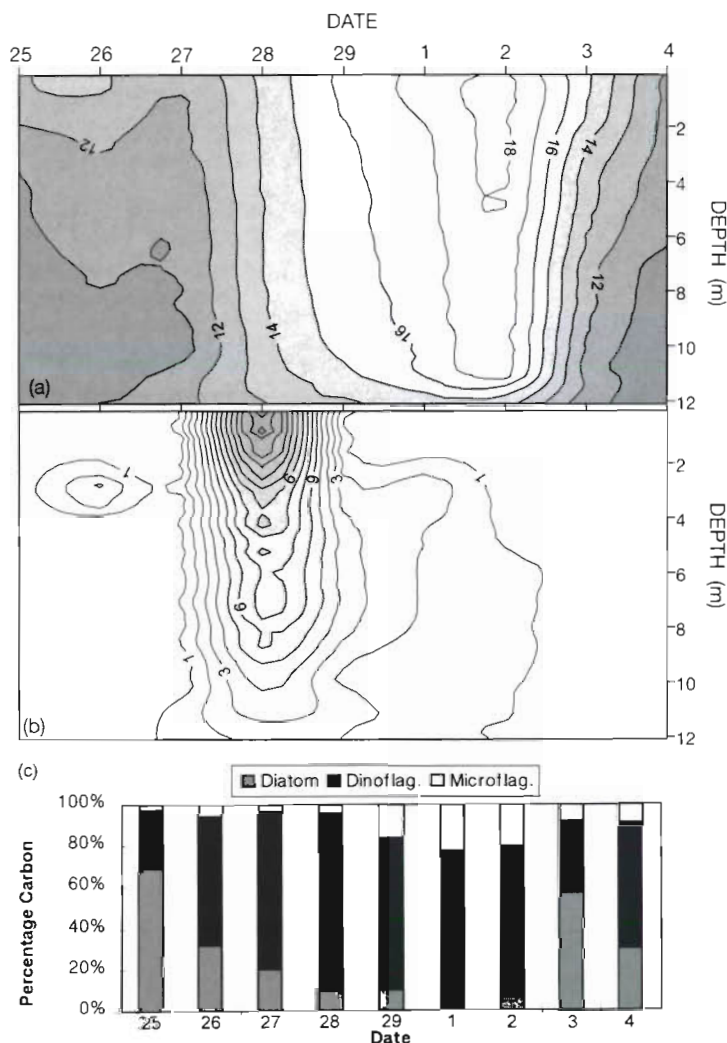 DATE
25 26 27 28 29 1 2 3 4
12 12 14 16 18 16 14 12
2
4
6
8
10
12
DEPTH (m)
(a)
1 1 3 6 6 9 3 1
2
4
6
8
10
12
DEPTH (m)
(b)
(c)
Diatom Dinoflag. Microflag.
100%
80%
60%
40%
20%
0%
Percentage Carbon
25 26 27 28 29 1 2 3 4
Date